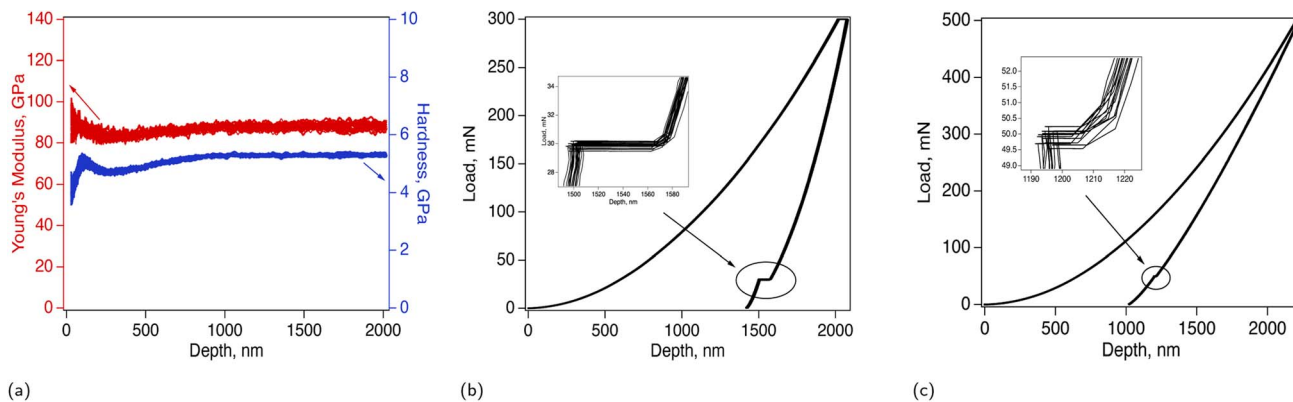 140
120
100
80
60
40
20
0
Young's Modulus, GPa
10
8
6
4
2
0
Hardness, GPa
0 500 1000 1500 2000
Depth, nm
(a)
300
250
200
150
100
50
0
Load, mN
34
32
30
28
Load, mN
1500 1520 1540 1560 1580
Depth, nm
0 500 1000 1500 2000
Depth, nm
(b)
500
400
300
200
100
0
Load, mN
52.0
51.5
51.0
50.5
50.0
49.5
49.0
1190 1200 1210 1220
0 500 1000 1500 2000
Depth, nm
(c)